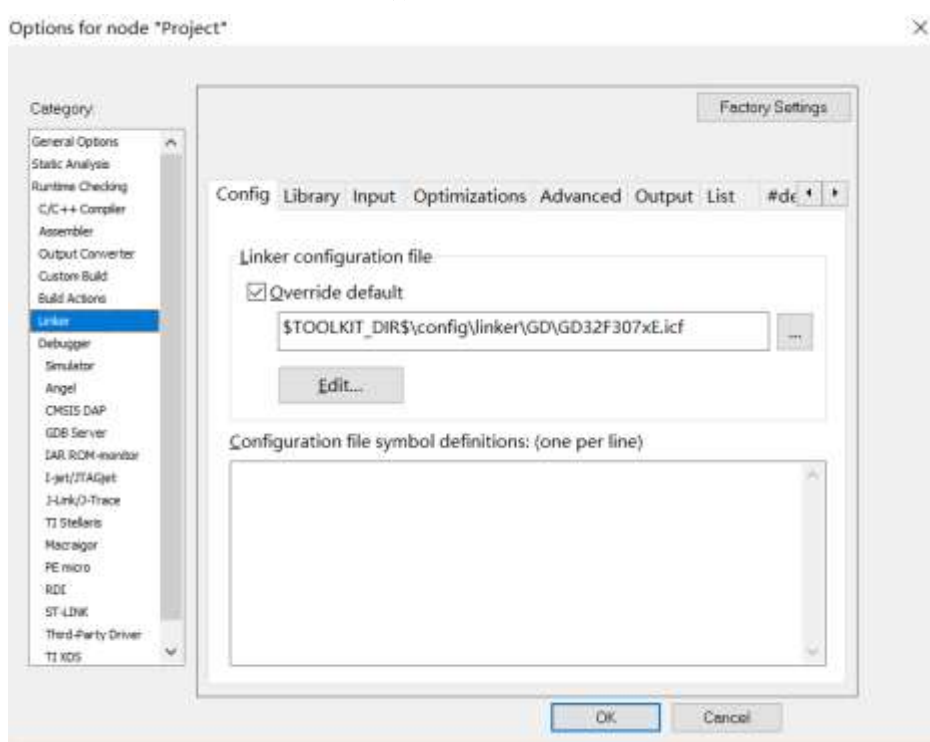 Options for node "Project"
Category:
General Options
Static Analysis
Runtime Checking
C/C++ Compiler
Assembler
Output Converter
Custom Build
Build Actions
Linker
Debugger
Simulator
Angel
CMSIS DAP
GDB Server
IAR ROM-monitor
I-jet/JTAGjet
J-Link/J-Trace
TI Stellaris
Macraigor
PE micro
RDI
ST-LINK
Third-Party Driver
TI XDS
Factory Settings
Config Library Input Optimizations Advanced Output List #de
Linker configuration file
Override default
$TOOLKIT_DIR$\config\linker\GD\GD32F307xE.icf
...
Edit...
Configuration file symbol definitions: (one per line)
OK Cancel